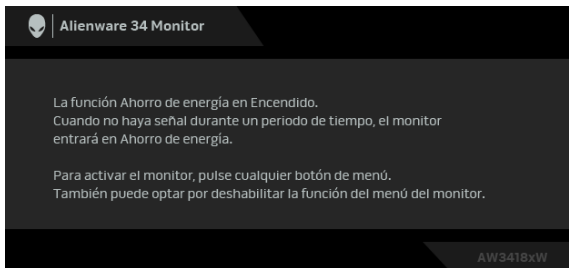 Alienware 34 Monitor
La función Ahorro de energía en Encendido.
Cuando no haya señal durante un periodo de tiempo, el monitor
entrará en Ahorro de energía.
Para activar el monitor, pulse cualquier botón de menú.
También puede optar por deshabilitar la función del menú del monitor.
AW3418xW